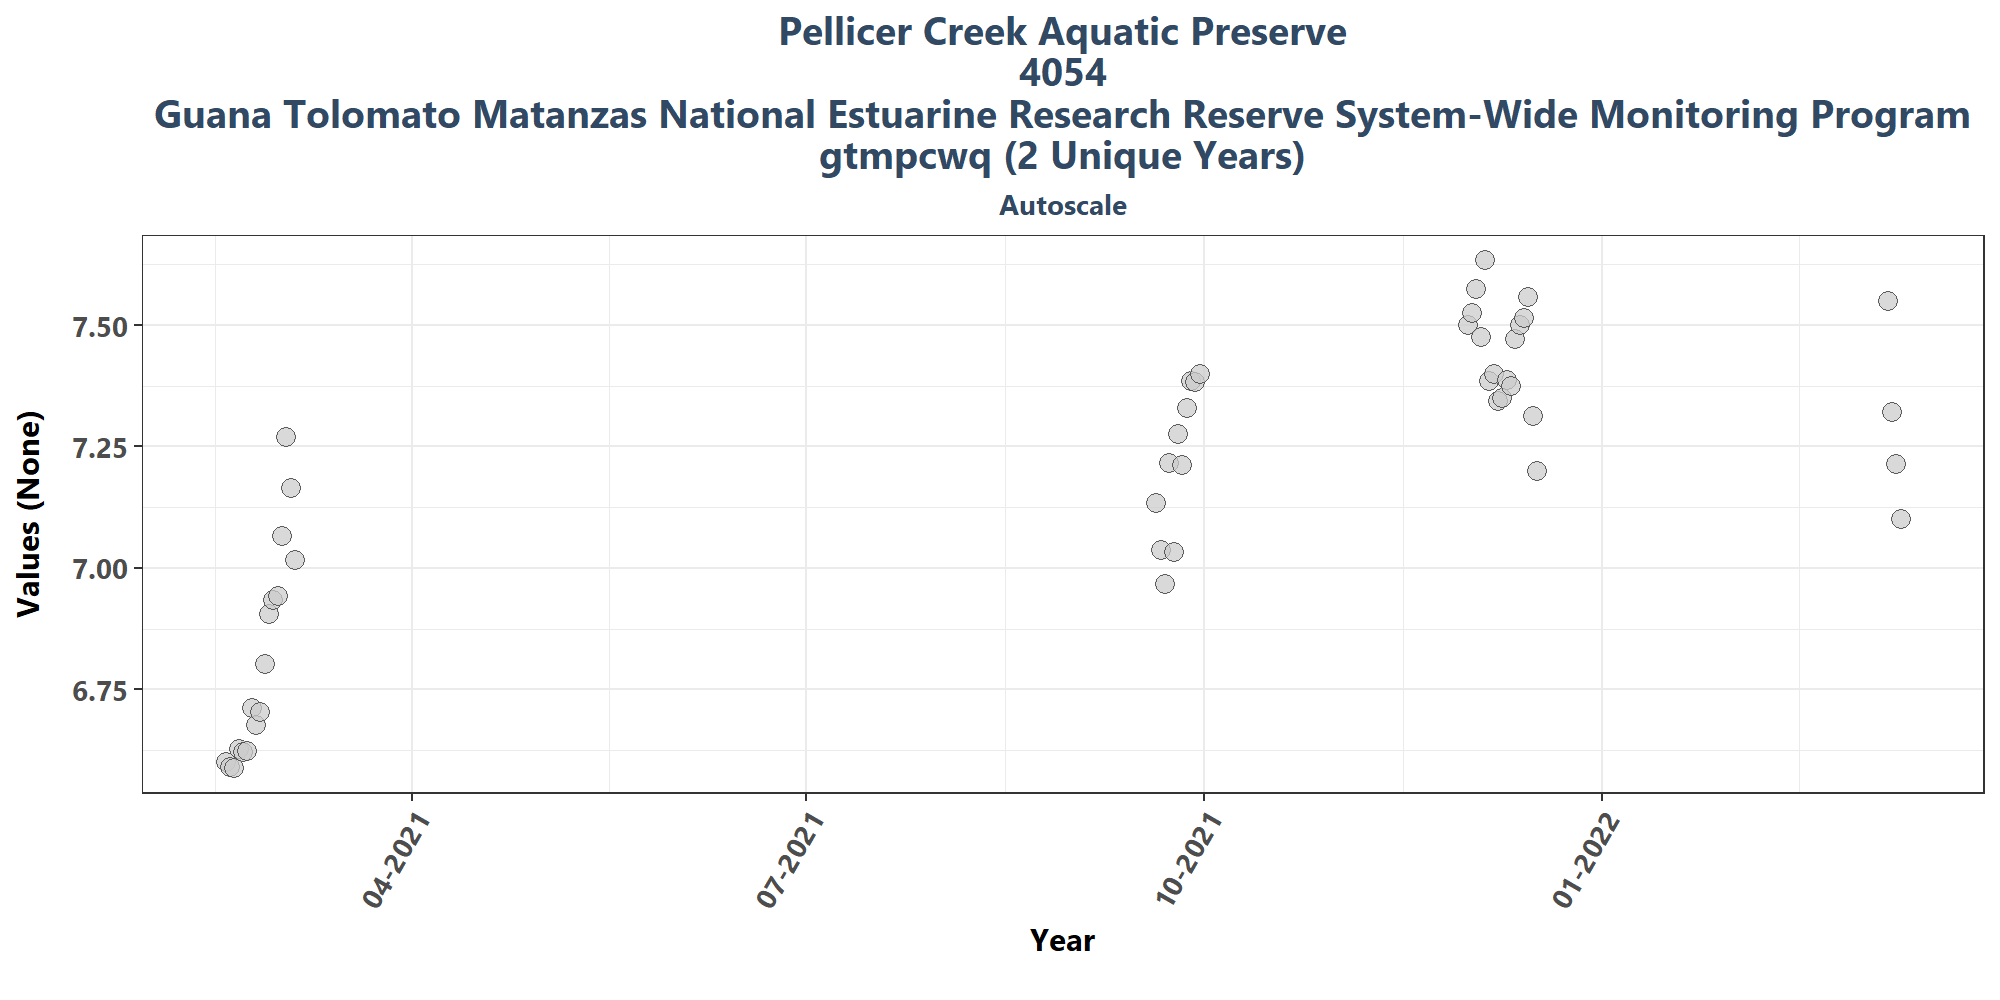 Pellicer Creek Aquatic Preserve
4054
Guana Tolomato Matanzas National Estuarine Research Reserve System-Wide Monitoring Program
gtmpcwq (2 Unique Years)
Autoscale
Values (None)
7.50
7.25
7.00
6.75
04-2021
07-2021
10-2021
01-2022
Year